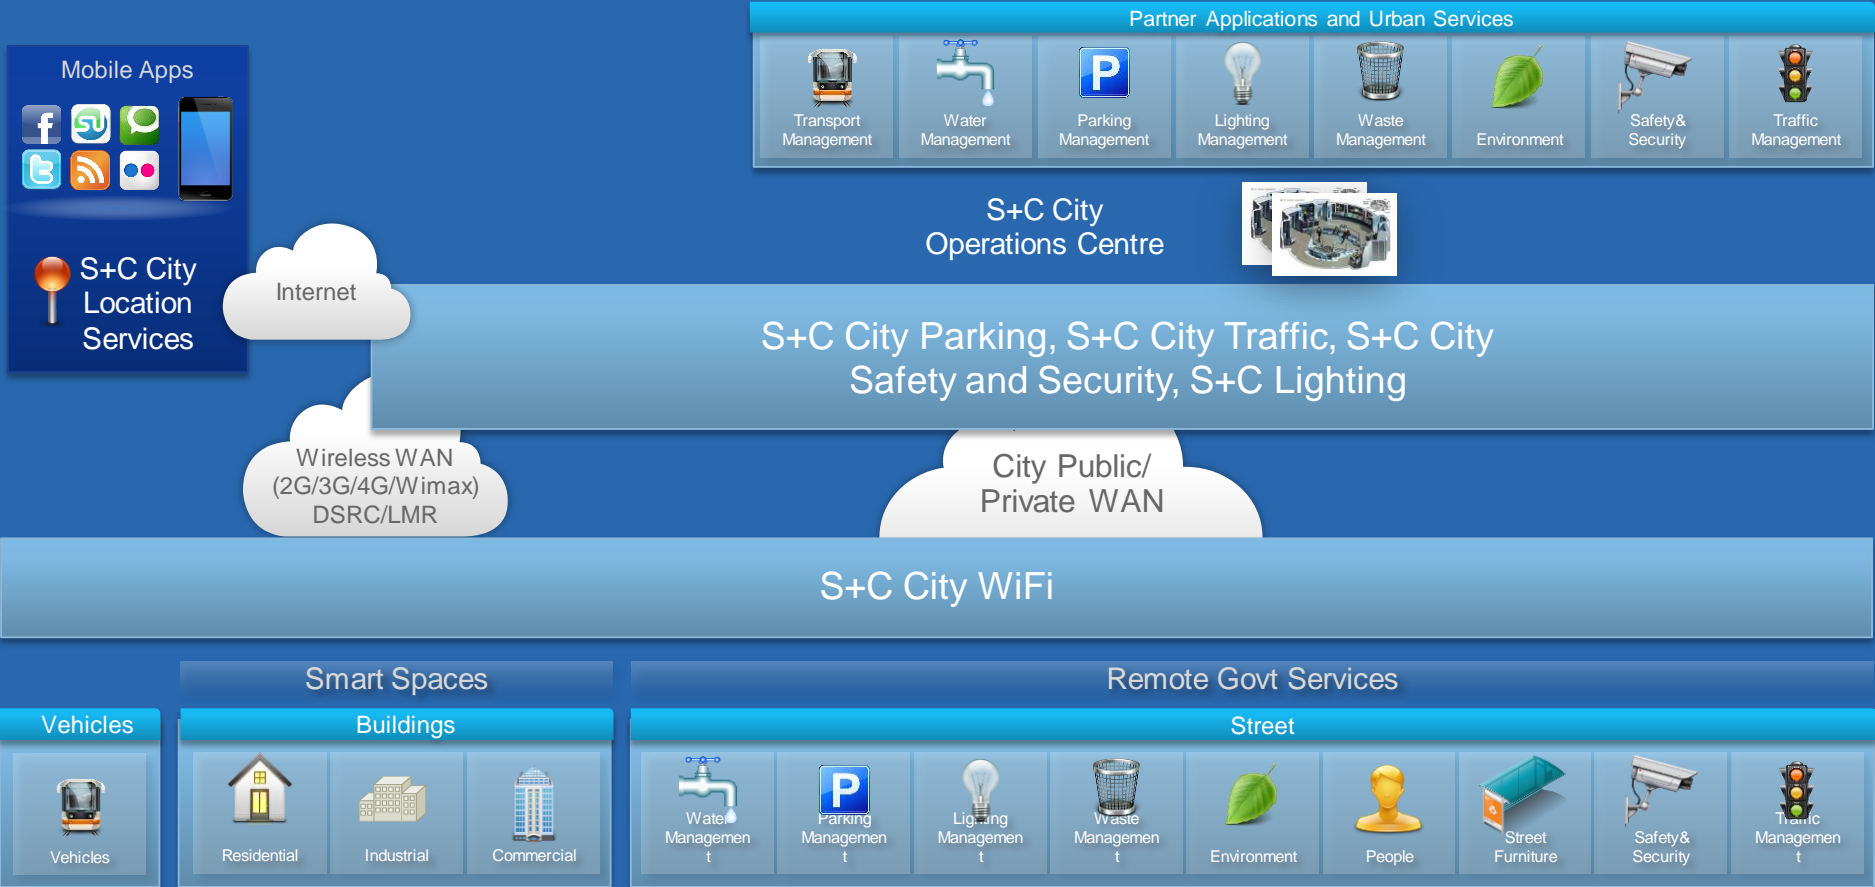 Partner Applications and Urban Services
Transport
Management
Water
Management
Parking
Management
Lighting
Management
Waste
Management
Environment
Safety&
Security
Traffic
Management
Mobile Apps
S+C City
Location
Services
S+C City
Operations Centre
Internet
S+C City Parking, S+C City Traffic, S+C City
Safety and Security, S+C Lighting
Wireless WAN
(2G/3G/4G/Wimax)
DSRC/LMR
City Public/
Private WAN
S+C City WiFi
Smart Spaces
Remote Govt Services
Vehicles
Buildings
Street
Vehicles
Residential
Industrial
Commercial
Water
Managemen
t
P
Parking
Managemen
t
Lighting
Managemen
t
Waste
Managemen
t
Environment
People
Street
Furniture
Safety&
Security
Traffic
Managemen
t